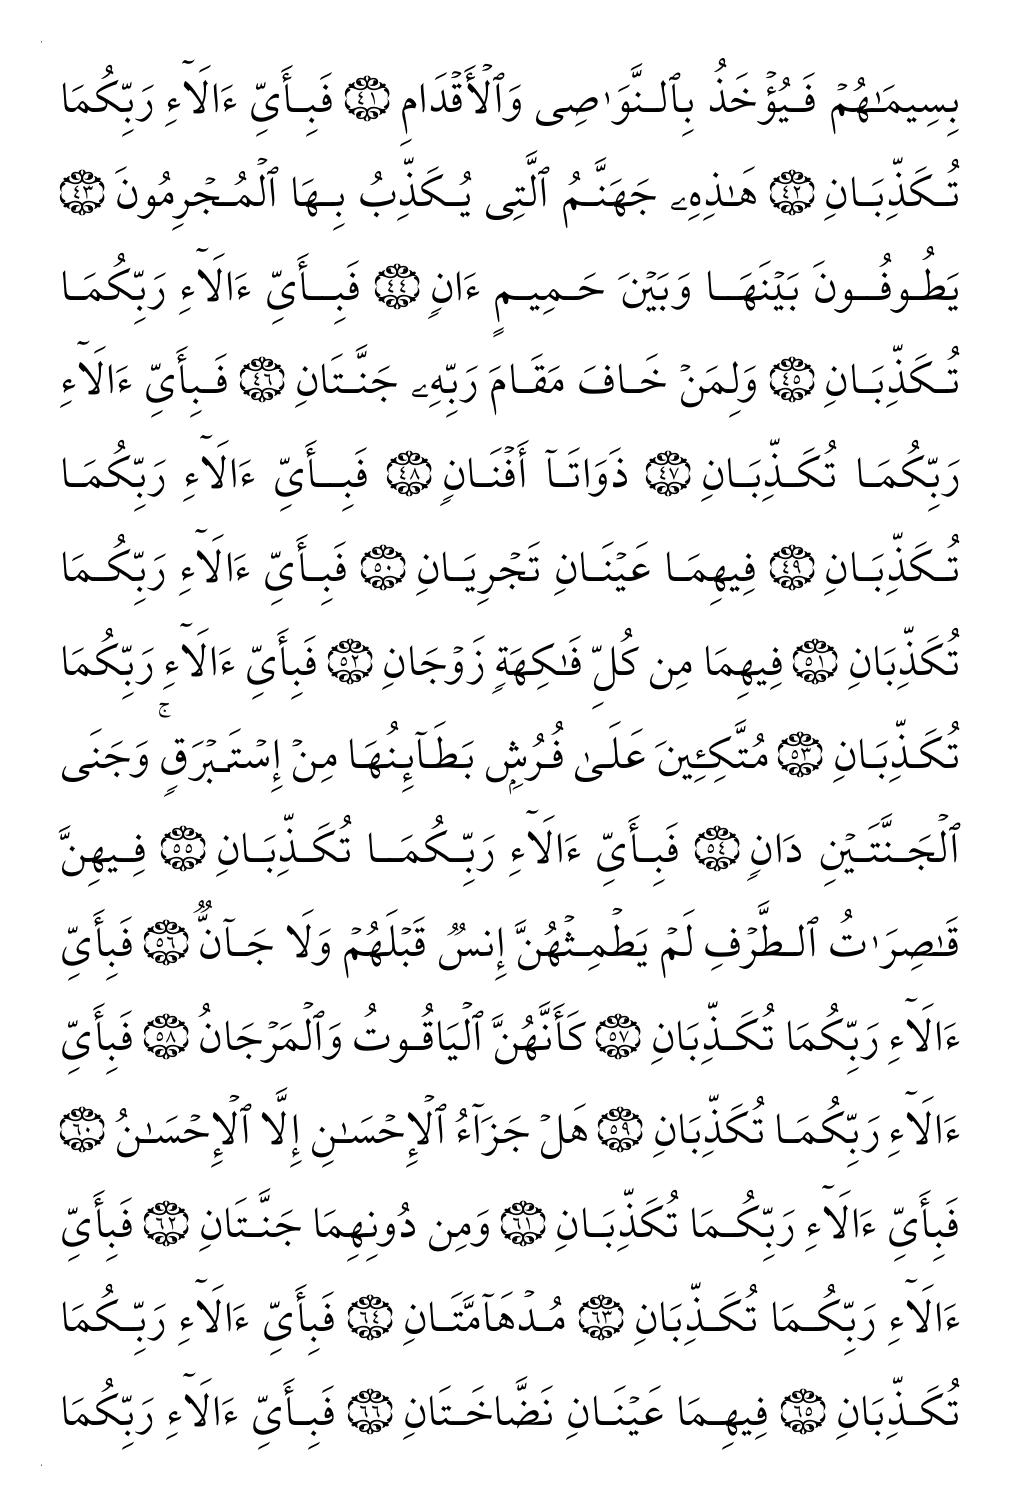 بِسِيمَـٰهُمۡ فَيُؤۡخَذُ بِٱلنَّوَٰصِى وَٱلۡأَقۡدَامِ ٤١ فَبِأَىِّ ءَالَآءِ رَبِّكُمَا
تُكَذِّبَانِ ٤٢ هَـٰذِهِۦ جَهَنَّمُ ٱلَّتِى يُكَذِّبُ بِهَا ٱلۡمُجۡرِمُونَ ٤٣
يَطُوفُونَ بَيۡنَهَا وَبَيۡنَ حَمِيمٍ ءَانٍ ٤٤ فَبِأَىِّ ءَالَآءِ رَبِّكُمَا
تُكَذِّبَانِ ٤٥ وَلِمَنۡ خَافَ مَقَامَ رَبِّهِۦ جَنَّتَانِ ٤٦ فَبِأَىِّ ءَالَآءِ
رَبِّكُمَا تُكَذِّبَانِ ٤٧ ذَوَاتَآ أَفۡنَانٍ ٤٨ فَبِأَىِّ ءَالَآءِ رَبِّكُمَا
تُكَذِّبَانِ ٤٩ فِيهِمَا عَيۡنَانِ تَجۡرِيَانِ ٥٠ فَبِأَىِّ ءَالَآءِ رَبِّكُمَا
تُكَذِّبَانِ ٥١ فِيهِمَا مِن كُلِّ فَـٰكِهَةٍ زَوۡجَانِ ٥٢ فَبِأَىِّ ءَالَآءِ رَبِّكُمَا
تُكَذِّبَانِ ٥٣ مُتَّكِـِٔينَ عَلَىٰ فُرُشِۭ بَطَآئِنُهَا مِنۡ إِسۡتَبۡرَقٍۚ وَجَنَى
ٱلۡجَنَّتَيۡنِ دَانٍ ٥٤ فَبِأَىِّ ءَالَآءِ رَبِّكُمَا تُكَذِّبَانِ ٥٥ فِيهِنَّ
قَـٰصِرَٰتُ ٱلطَّرۡفِ لَمۡ يَطۡمِثۡهُنَّ إِنسٌ قَبۡلَهُمۡ وَلَا جَآنٌّ ٥٦ فَبِأَىِّ
ءَالَآءِ رَبِّكُمَا تُكَذِّبَانِ ٥٧ كَأَنَّهُنَّ ٱلۡيَاقُوتُ وَٱلۡمَرۡجَانُ ٥٨ فَبِأَىِّ
ءَالَآءِ رَبِّكُمَا تُكَذِّبَانِ ٥٩ هَلۡ جَزَآءُ ٱلۡإِحۡسَـٰنِ إِلَّا ٱلۡإِحۡسَـٰنُ ٦٠
فَبِأَىِّ ءَالَآءِ رَبِّكُمَا تُكَذِّبَانِ ٦١ وَمِن دُونِهِمَا جَنَّتَانِ ٦٢ فَبِأَىِّ
ءَالَآءِ رَبِّكُمَا تُكَذِّبَانِ ٦٣ مُدۡهَآمَّتَانِ ٦٤ فَبِأَىِّ ءَالَآءِ رَبِّكُمَا
تُكَذِّبَانِ ٦٥ فِيهِمَا عَيۡنَانِ نَضَّاخَتَانِ ٦٦ فَبِأَىِّ ءَالَآءِ رَبِّكُمَا